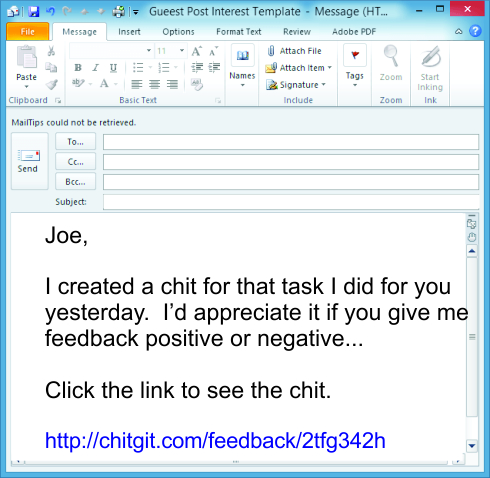 Gueest Post Interest Template - Message (HT...
File Message Insert Options Format Text Review Adobe PDF
Paste
11
B I U
Names
Attach File
Attach Item
Signature
Tags
Zoom
Start Inking
Clipboard Basic Text Include Zoom Ink
MailTips could not be retrieved.
Send
To...
Cc...
Bcc...
Subject:
Joe,
I created a chit for that task I did for you
yesterday. I'd appreciate it if you give me
feedback positive or negative...
Click the link to see the chit.
http://chitgit.com/feedback/2tfg342h